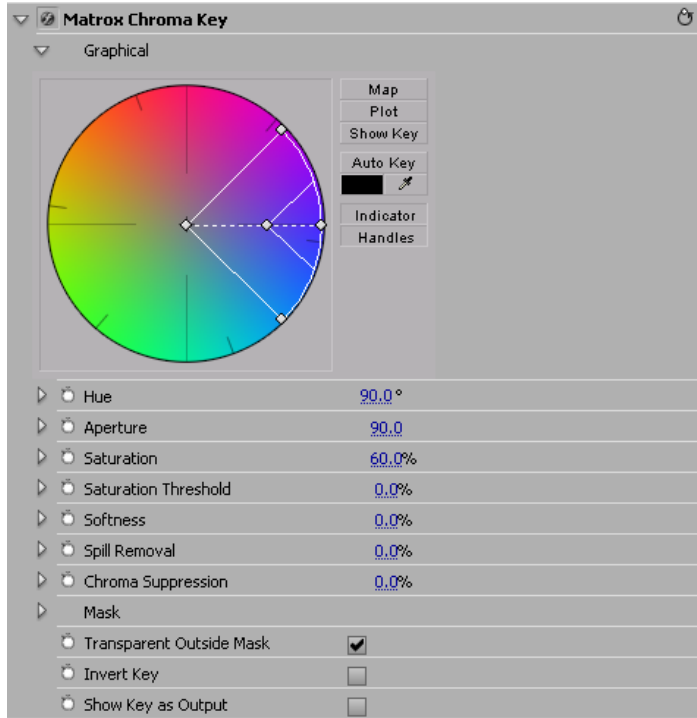 Matrox Chroma Key
Graphical
Map
Plot
Show Key
Auto Key
Indicator
Handles
Hue 90.0°
Aperture 90.0
Saturation 60.0%
Saturation Threshold 0.0%
Softness 0.0%
Spill Removal 0.0%
Chroma Suppression 0.0%
Mask
Transparent Outside Mask
Invert Key
Show Key as Output